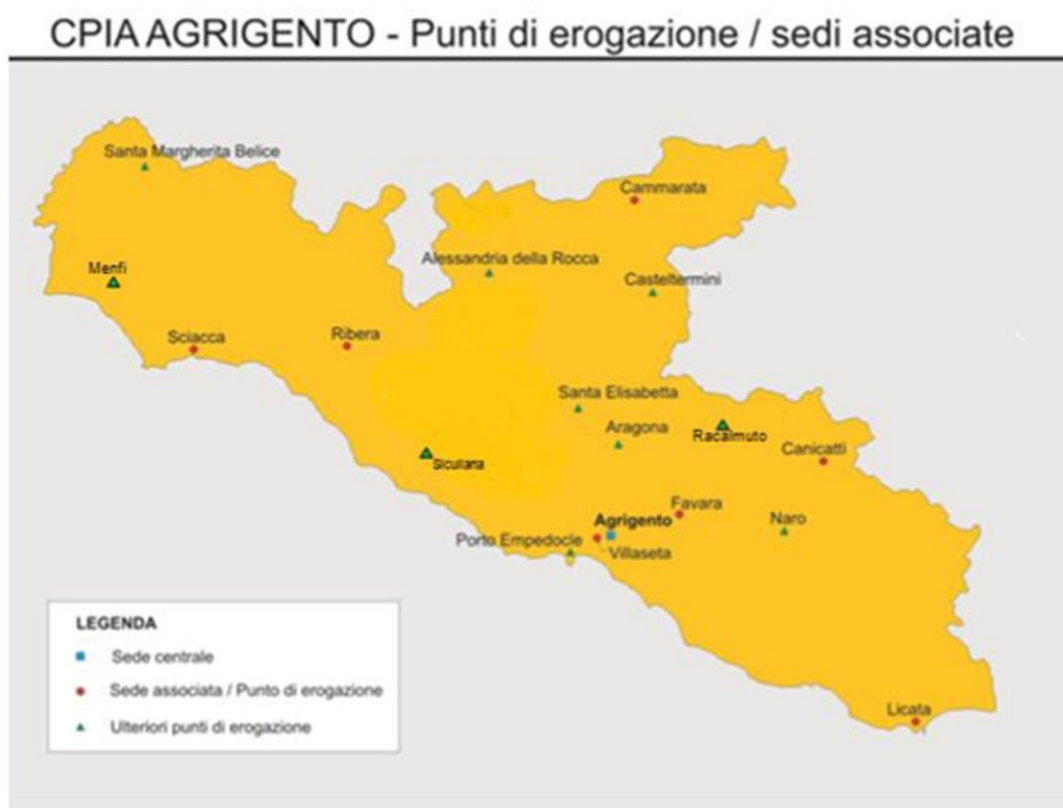 CPIA AGRIGENTO - Punti di erogazione / sedi associate
Santa Margherita Belice
Cammarata
Alessandria della Rocca
Menfi
Casteltermini
Sciacca
Ribera
Santa Elisabetta
Aragona
Racalmuto
Canicatti
Siculiana
Favara
Agrigento
Naro
Porto Empedocle
Villaseta
LEGENDA
Sede centrale
Sede associata / Punto di erogazione
Ulteriori punti di erogazione
Licata